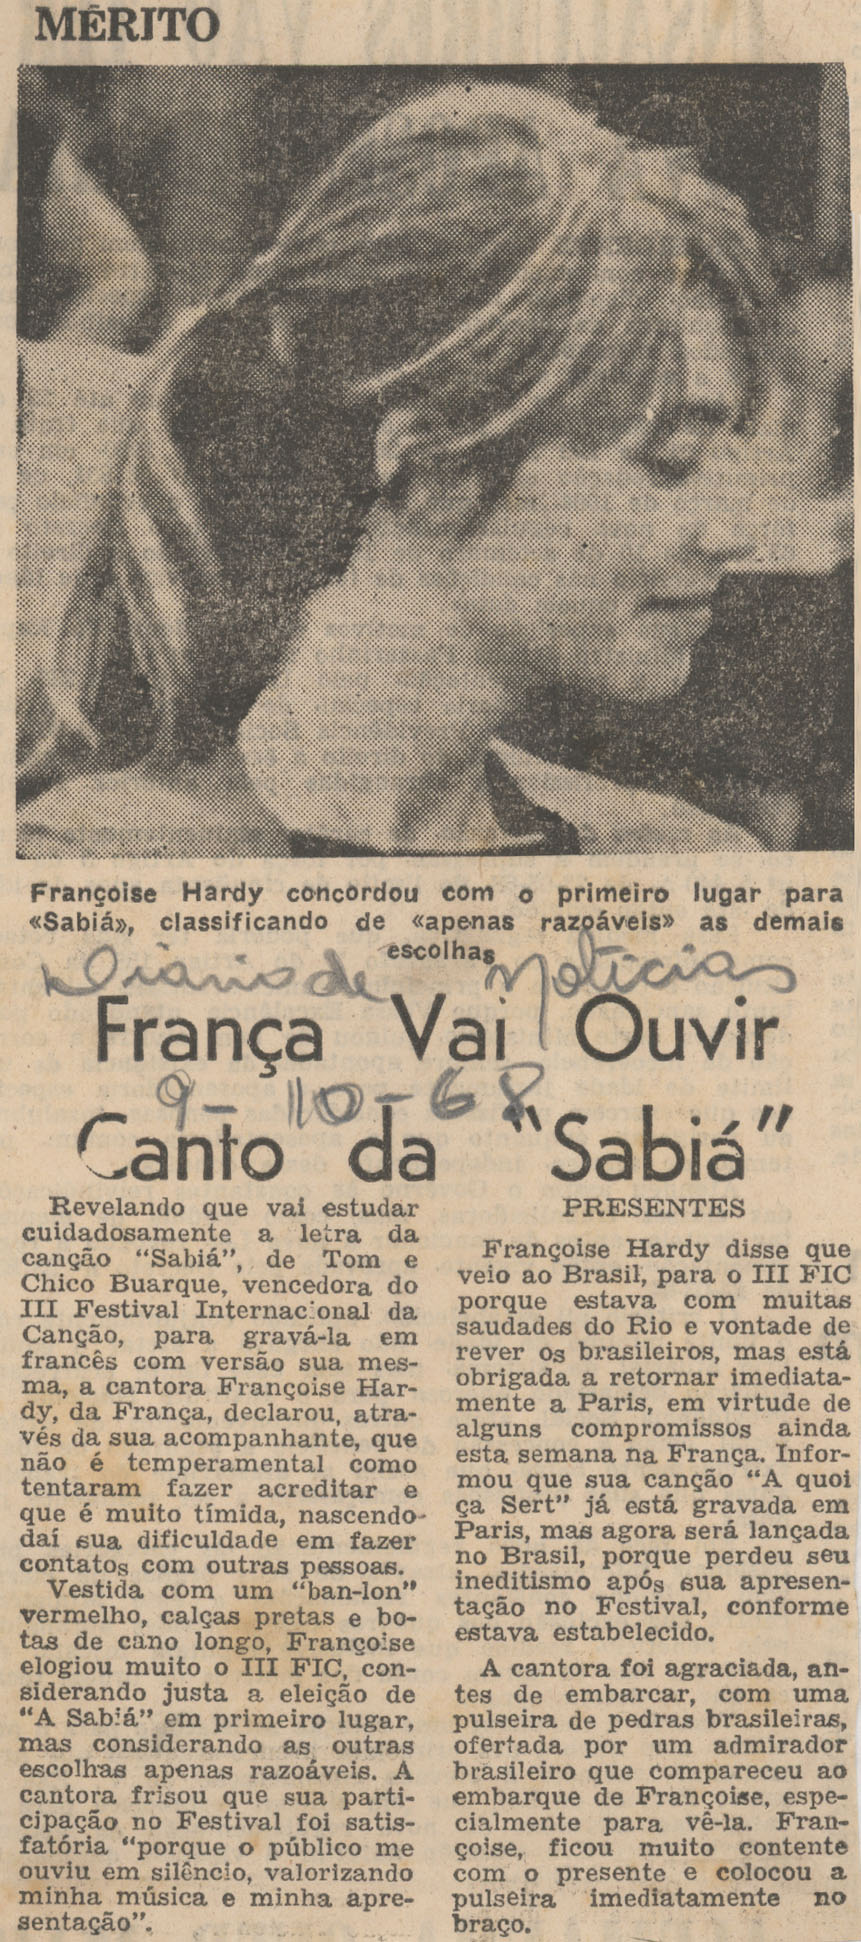 MÉRITO
Françoise Hardy concordou com o primeiro lugar para
«Sabiá», classificando de «apenas razoáveis» as demais
escolhas
Diario de Noticias
França Vai Ouvir
9-10-68
Canto da "Sabiá"
Revelando que vai estudar
cuidadosamente a letra da
canção "Sabiá", de Tom e
Chico Buarque, vencedora do
III Festival Internacional da
Canção, para gravá-la em
francês com versão sua mes-
ma, a cantora Françoise Har-
dy, da França, declarou, atra-
vés da sua acompanhante, que
não é temperamental como
tentaram fazer acreditar e
que é muito tímida, nascendo
daí sua dificuldade em fazer
contatos com outras pessoas.
Vestida com um "ban-lon"
vermelho, calças pretas e bo-
tas de cano longo, Françoise
elogiou muito o III FIC, con-
siderando justa a eleição de
"A Sabiá" em primeiro lugar,
mas considerando as outras
escolhas apenas razoáveis. A
cantora frisou que sua parti-
cipação no Festival foi satis-
fatória "porque o público me
ouviu em silêncio, valorizando
minha música e minha apre-
sentação".
PRESENTES
Françoise Hardy disse que
veio ao Brasil, para o III FIC
porque estava com muitas
saudades do Rio e vontade de
rever os brasileiros, mas está
obrigada a retornar imediata-
mente a Paris, em virtude de
alguns compromissos ainda
esta semana na França. Infor-
mou que sua canção "A quoi
ça Sert" já está gravada em
Paris, mas agora será lançada
no Brasil, porque perdeu seu
ineditismo após sua apresen-
tação no Festival, conforme
estava estabelecido.
A cantora foi agraciada, an-
tes de embarcar, com uma
pulseira de pedras brasileiras,
ofertada por um admirador
brasileiro que compareceu ao
embarque de Françoise, espe-
cialmente para vê-la. Fran-
çoise, ficou muito contente
com o presente e colocou a
pulseira imediatamente no
braço.